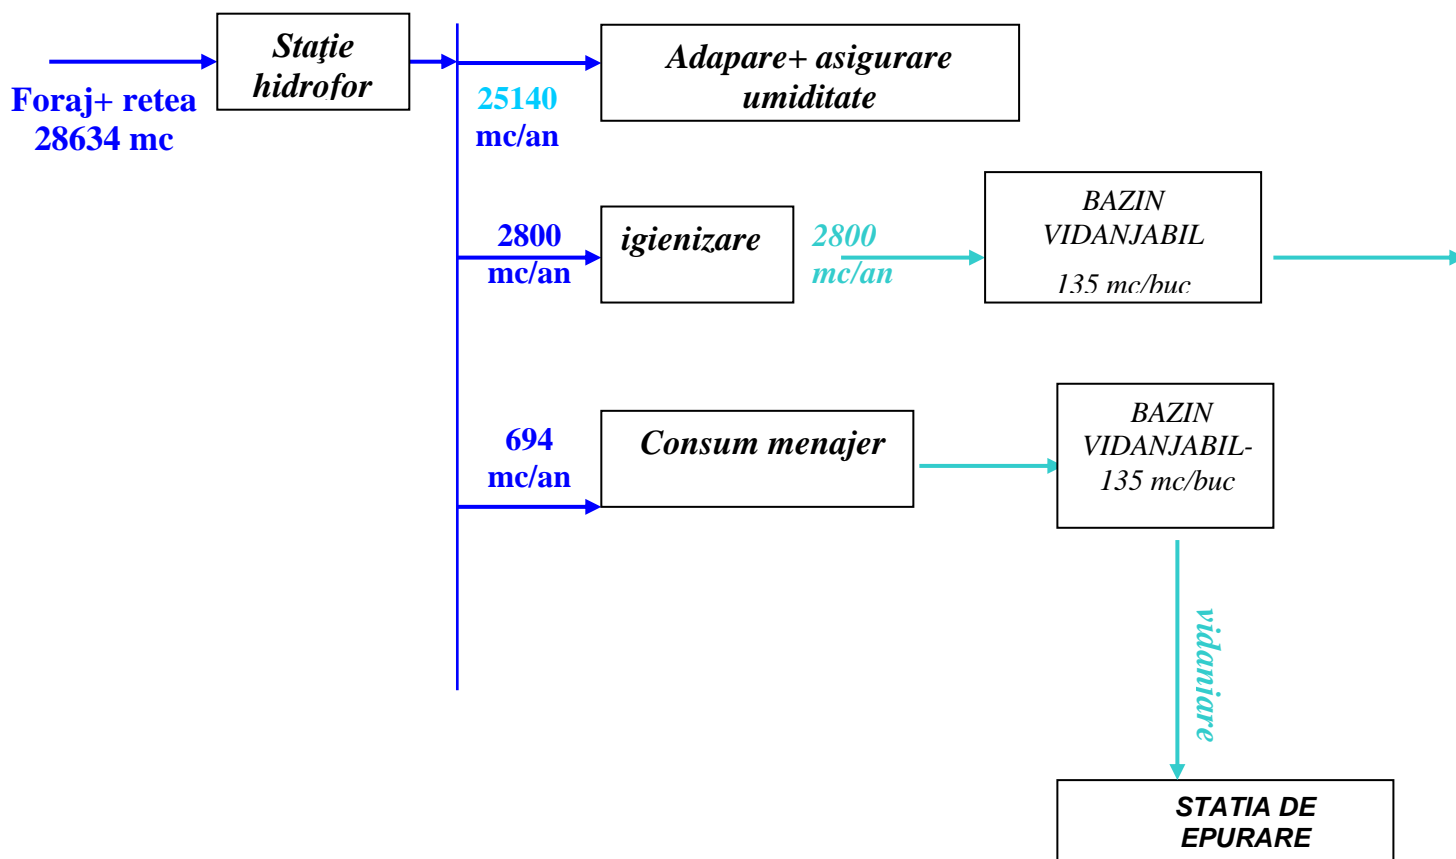 Staţie
hidrofor
Foraj+ retea
28634 mc
Adapare+ asigurare
umiditate
25140
mc/an
2800
mc/an
igienizare
2800
mc/an
BAZIN
VIDANJABIL
135 mc/buc
694
mc/an
Consum menajer
BAZIN
VIDANJABIL-
135 mc/buc
vidanjare
STATIA DE
EPURARE